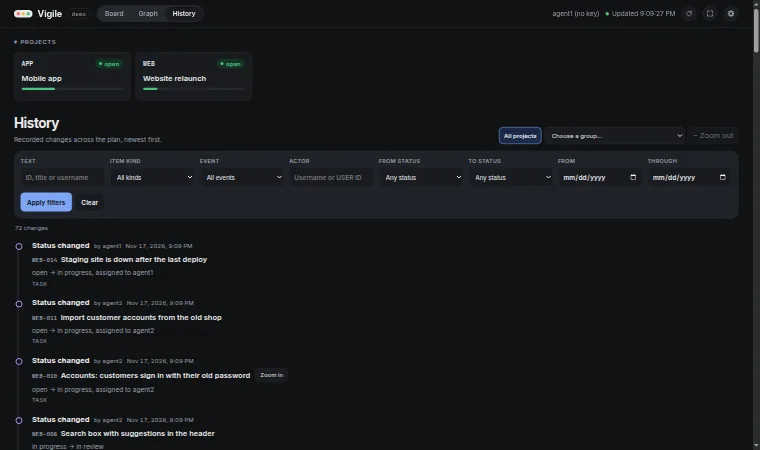 Vigile demo Board Graph History agent1 (no key) Updated 9:09:27 PM
▾ PROJECTS
APP open WEB open
Mobile app Website relaunch
History
Recorded changes across the plan, newest first.
All projects Choose a group... − Zoom out
TEXT ITEM KIND EVENT ACTOR FROM STATUS TO STATUS FROM THROUGH
ID, title or username All kinds All events Username or USER ID Any status Any status mm/dd/yyyy mm/dd/yyyy
Apply filters Clear
72 changes
Status changed by agent1 Nov 17, 2026, 9:09 PM
WEB-014 Staging site is down after the last deploy
open → in progress, assigned to agent1
TASK
Status changed by agent2 Nov 17, 2026, 9:09 PM
WEB-011 Import customer accounts from the old shop
open → in progress, assigned to agent2
TASK
Status changed by agent2 Nov 17, 2026, 9:09 PM
WEB-010 Accounts: customers sign in with their old password Zoom in
open → in progress, assigned to agent2
TASK
Status changed by agent2 Nov 17, 2026, 9:09 PM
WEB-008 Search box with suggestions in the header
in progress → in review